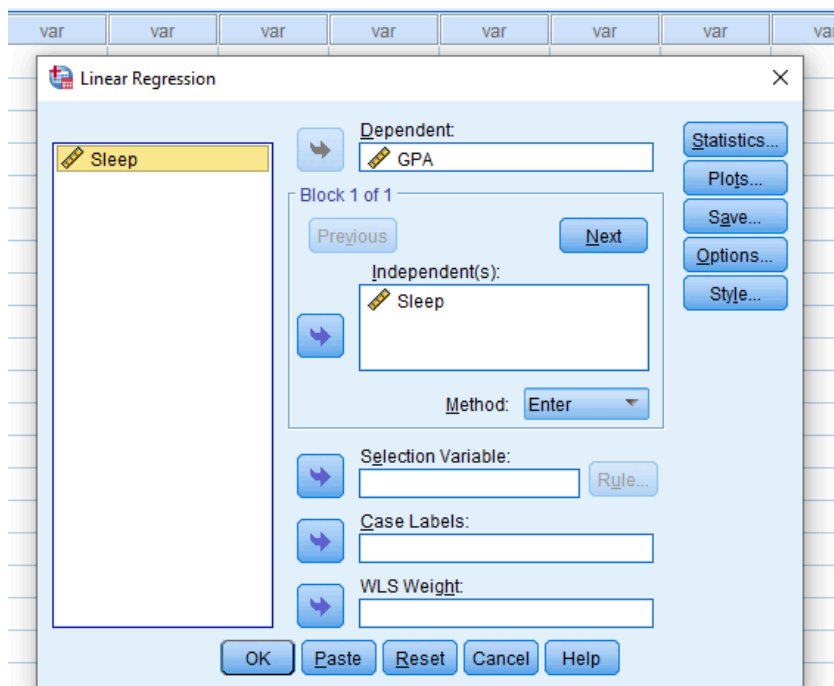 var var var var var var var va
Linear Regression
Sleep
Dependent:
GPA
Block 1 of 1
Previous Next
Independent(s):
Sleep
Method: Enter
Selection Variable:
Rule...
Case Labels:
WLS Weight:
Statistics...
Plots...
Save...
Options...
Style...
OK Paste Reset Cancel Help